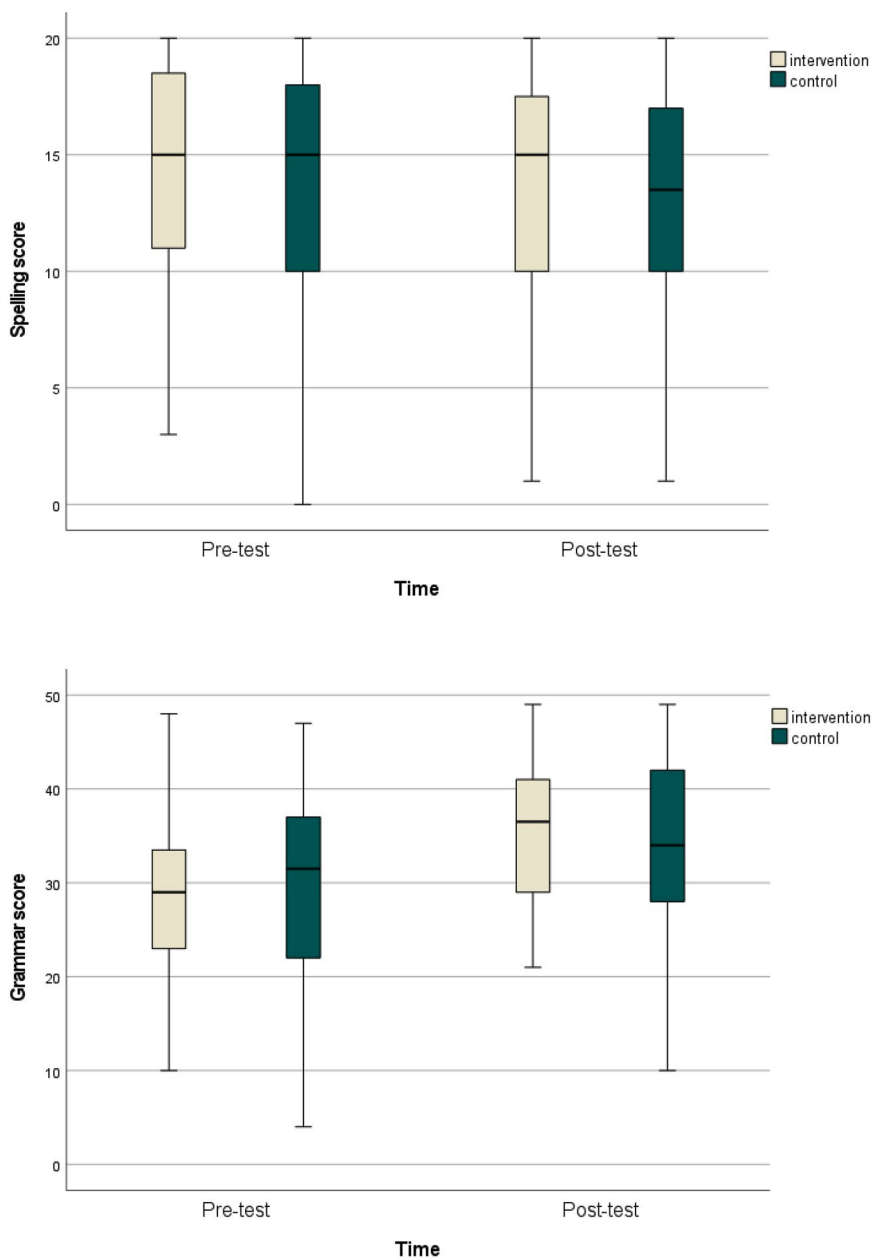 20
15
10
5
0
Spelling score
intervention
control
Pre-test
Post-test
Time
50
40
30
20
10
0
Grammar score
intervention
control
Pre-test
Post-test
Time